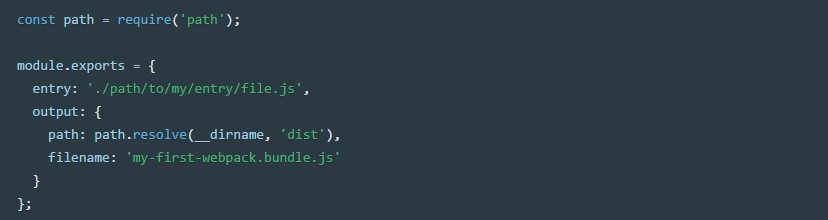 const path = require('path');

module.exports = {
  entry: './path/to/my/entry/file.js',
  output: {
    path: path.resolve(__dirname, 'dist'),
    filename: 'my-first-webpack.bundle.js'
  }
};